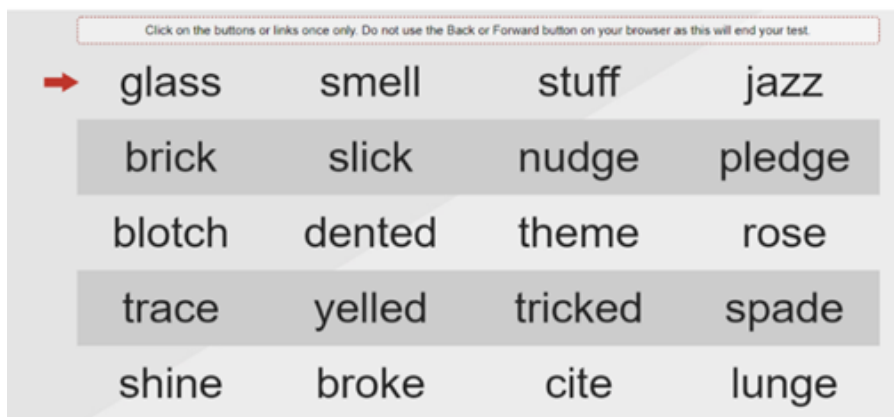 Click on the buttons or links once only. Do not use the Back or Forward button on your browser as this will end your test.
glass smell stuff jazz
brick slick nudge pledge
blotch dented theme rose
trace yelled tricked spade
shine broke cite lunge